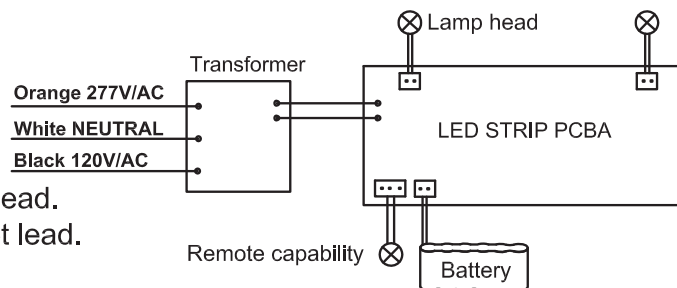 Lamp head
Transformer
Orange 277V/AC
White NEUTRAL
Black 120V/AC
LED STRIP PCBA
ead.
t lead.
Remote capability
Battery